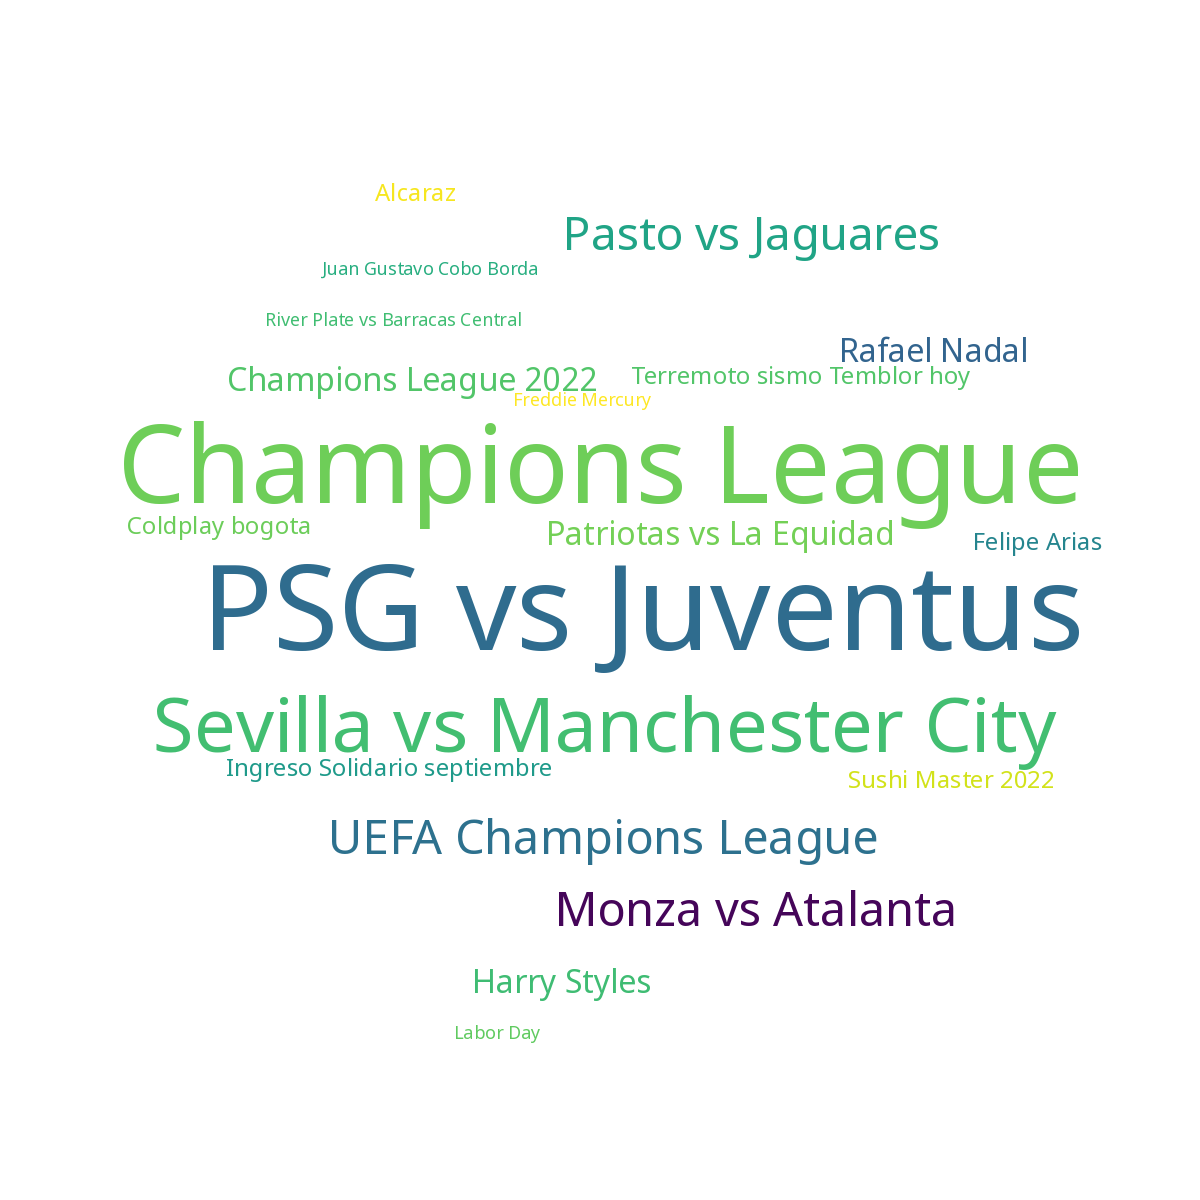 Alcaraz
Pasto vs Jaguares
Juan Gustavo Cobo Borda
River Plate vs Barracas Central
Rafael Nadal
Champions League 2022
Terremoto sismo Temblor hoy
Freddie Mercury
Champions League
Coldplay bogota
Patriotas vs La Equidad
Felipe Arias
PSG vs Juventus
Sevilla vs Manchester City
Ingreso Solidario septiembre
Sushi Master 2022
UEFA Champions League
Monza vs Atalanta
Harry Styles
Labor Day